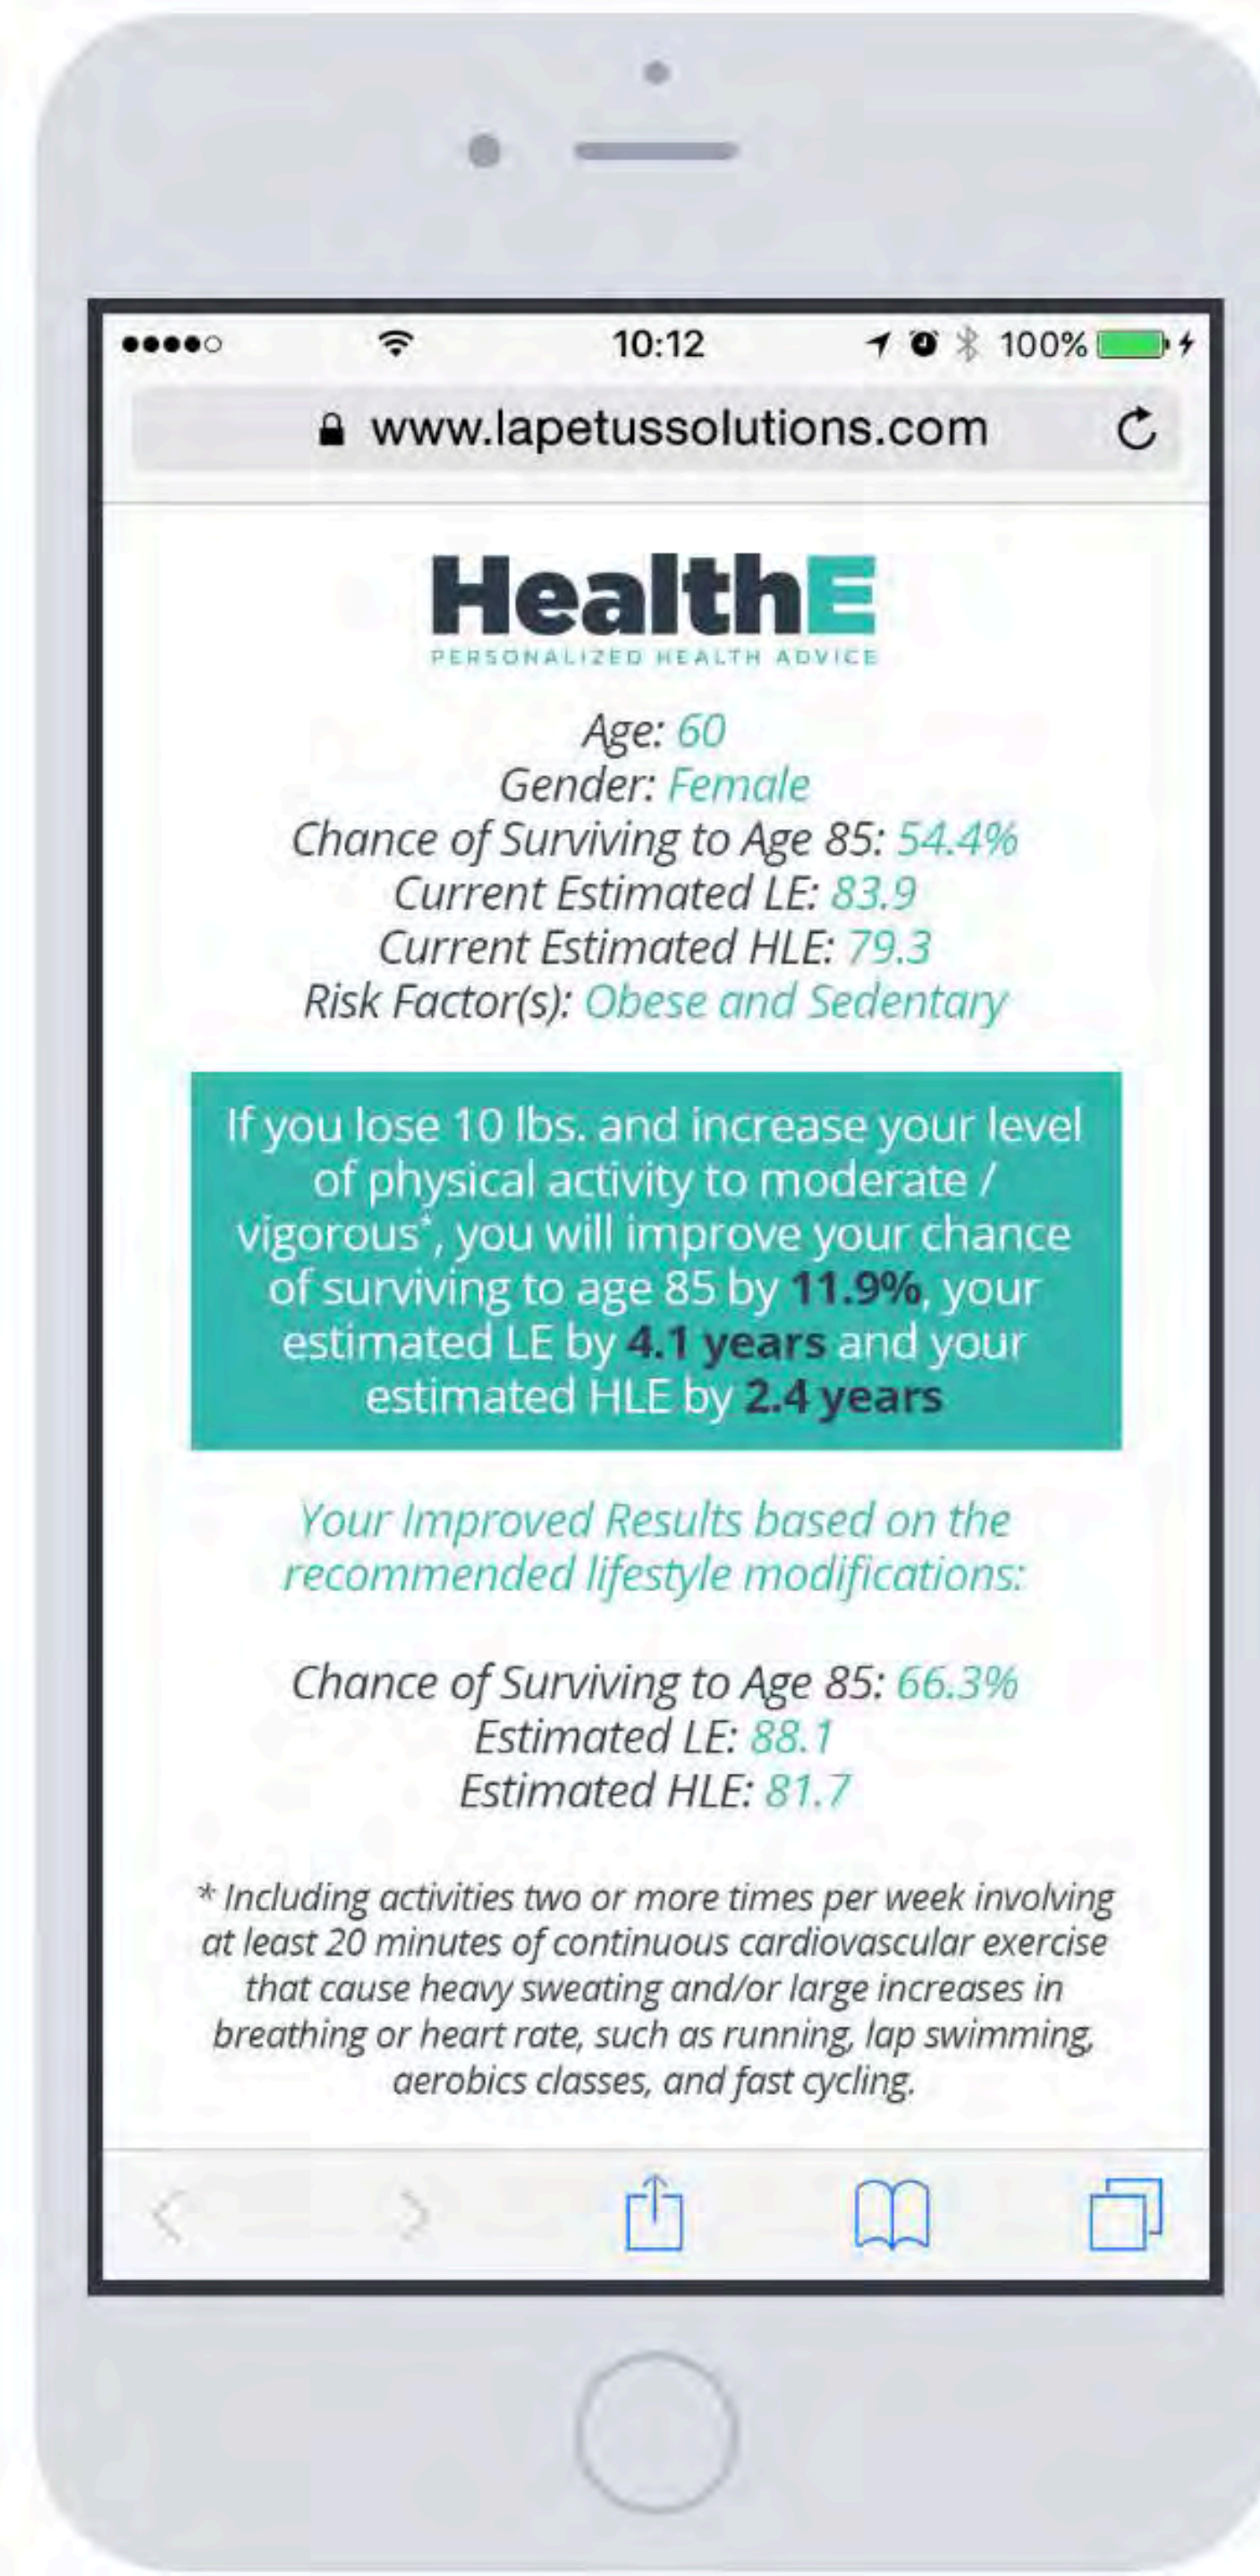 10:12
100%
www.lapetussolutions.com
HealthE
PERSONALIZED HEALTH ADVICE
Age: 60
Gender: Female
Chance of Surviving to Age 85: 54.4%
Current Estimated LE: 83.9
Current Estimated HLE: 79.3
Risk Factor(s): Obese and Sedentary
If you lose 10 lbs. and increase your level
of physical activity to moderate /
vigorous*, you will improve your chance
of surviving to age 85 by 11.9%, your
estimated LE by 4.1 years and your
estimated HLE by 2.4 years
Your Improved Results based on the
recommended lifestyle modifications:
Chance of Surviving to Age 85: 66.3%
Estimated LE: 88.1
Estimated HLE: 81.7
* Including activities two or more times per week involving
at least 20 minutes of continuous cardiovascular exercise
that cause heavy sweating and/or large increases in
breathing or heart rate, such as running, lap swimming,
aerobics classes, and fast cycling.